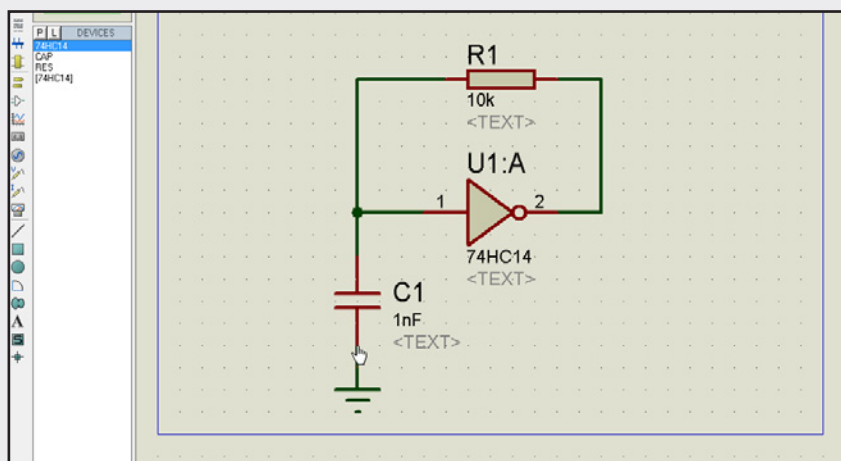 P L DEVICES
74HC14
CAP
RES
[74HC14]
R1
10k
<TEXT>
U1:A
1
2
74HC14
<TEXT>
C1
1nF
<TEXT>
A
S